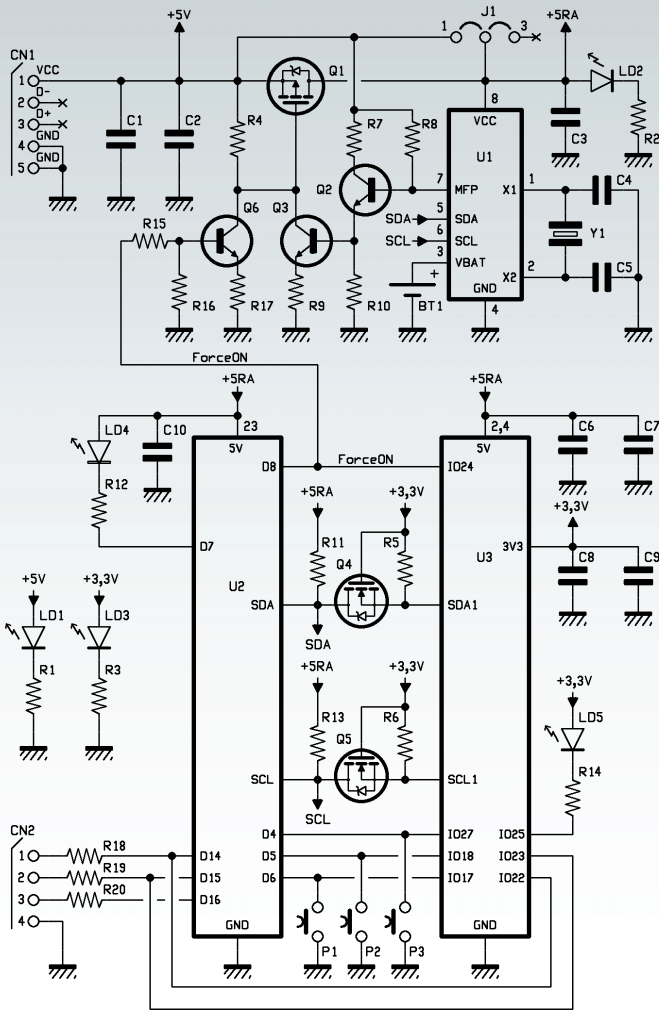 +5V
J1
1
3
+5RA
CN1
1 VCC
2 D-
3 D+
4 GND
5 GND
Q1
LD2
C1
C2
R4
R7
R8
8
VCC
U1
C3
R2
Q2
7 MFP
X1 1
C4
Q6
Q3
SDA 5 SDA
Y1
R15
SCL 6 SCL
3 VBAT
X2 2
C5
+
GND
R16
R17
R9
R10
BT1
4
ForceON
+5RA
+5RA
LD4
C10
23
5V
2,4
5V
C6
C7
D8
ForceON
IO24
R12
+5RA
+3,3V
+3,3V
D7
R11
R5
3V3
Q4
U3
C8
C9
U2
+5V
+3,3V
SDA
SDA1
LD1
LD3
SDA
R1
R3
+5RA
+3,3V
+3,3V
R13
R6
LD5
Q5
SCL
SCL1
R14
SCL
CN2
D4
IO27
IO25
1 R18 D14
D5
IO18
IO23
2 R19 D15
D6
IO17
IO22
3 R20 D16
4
GND
GND
P1
P2
P3